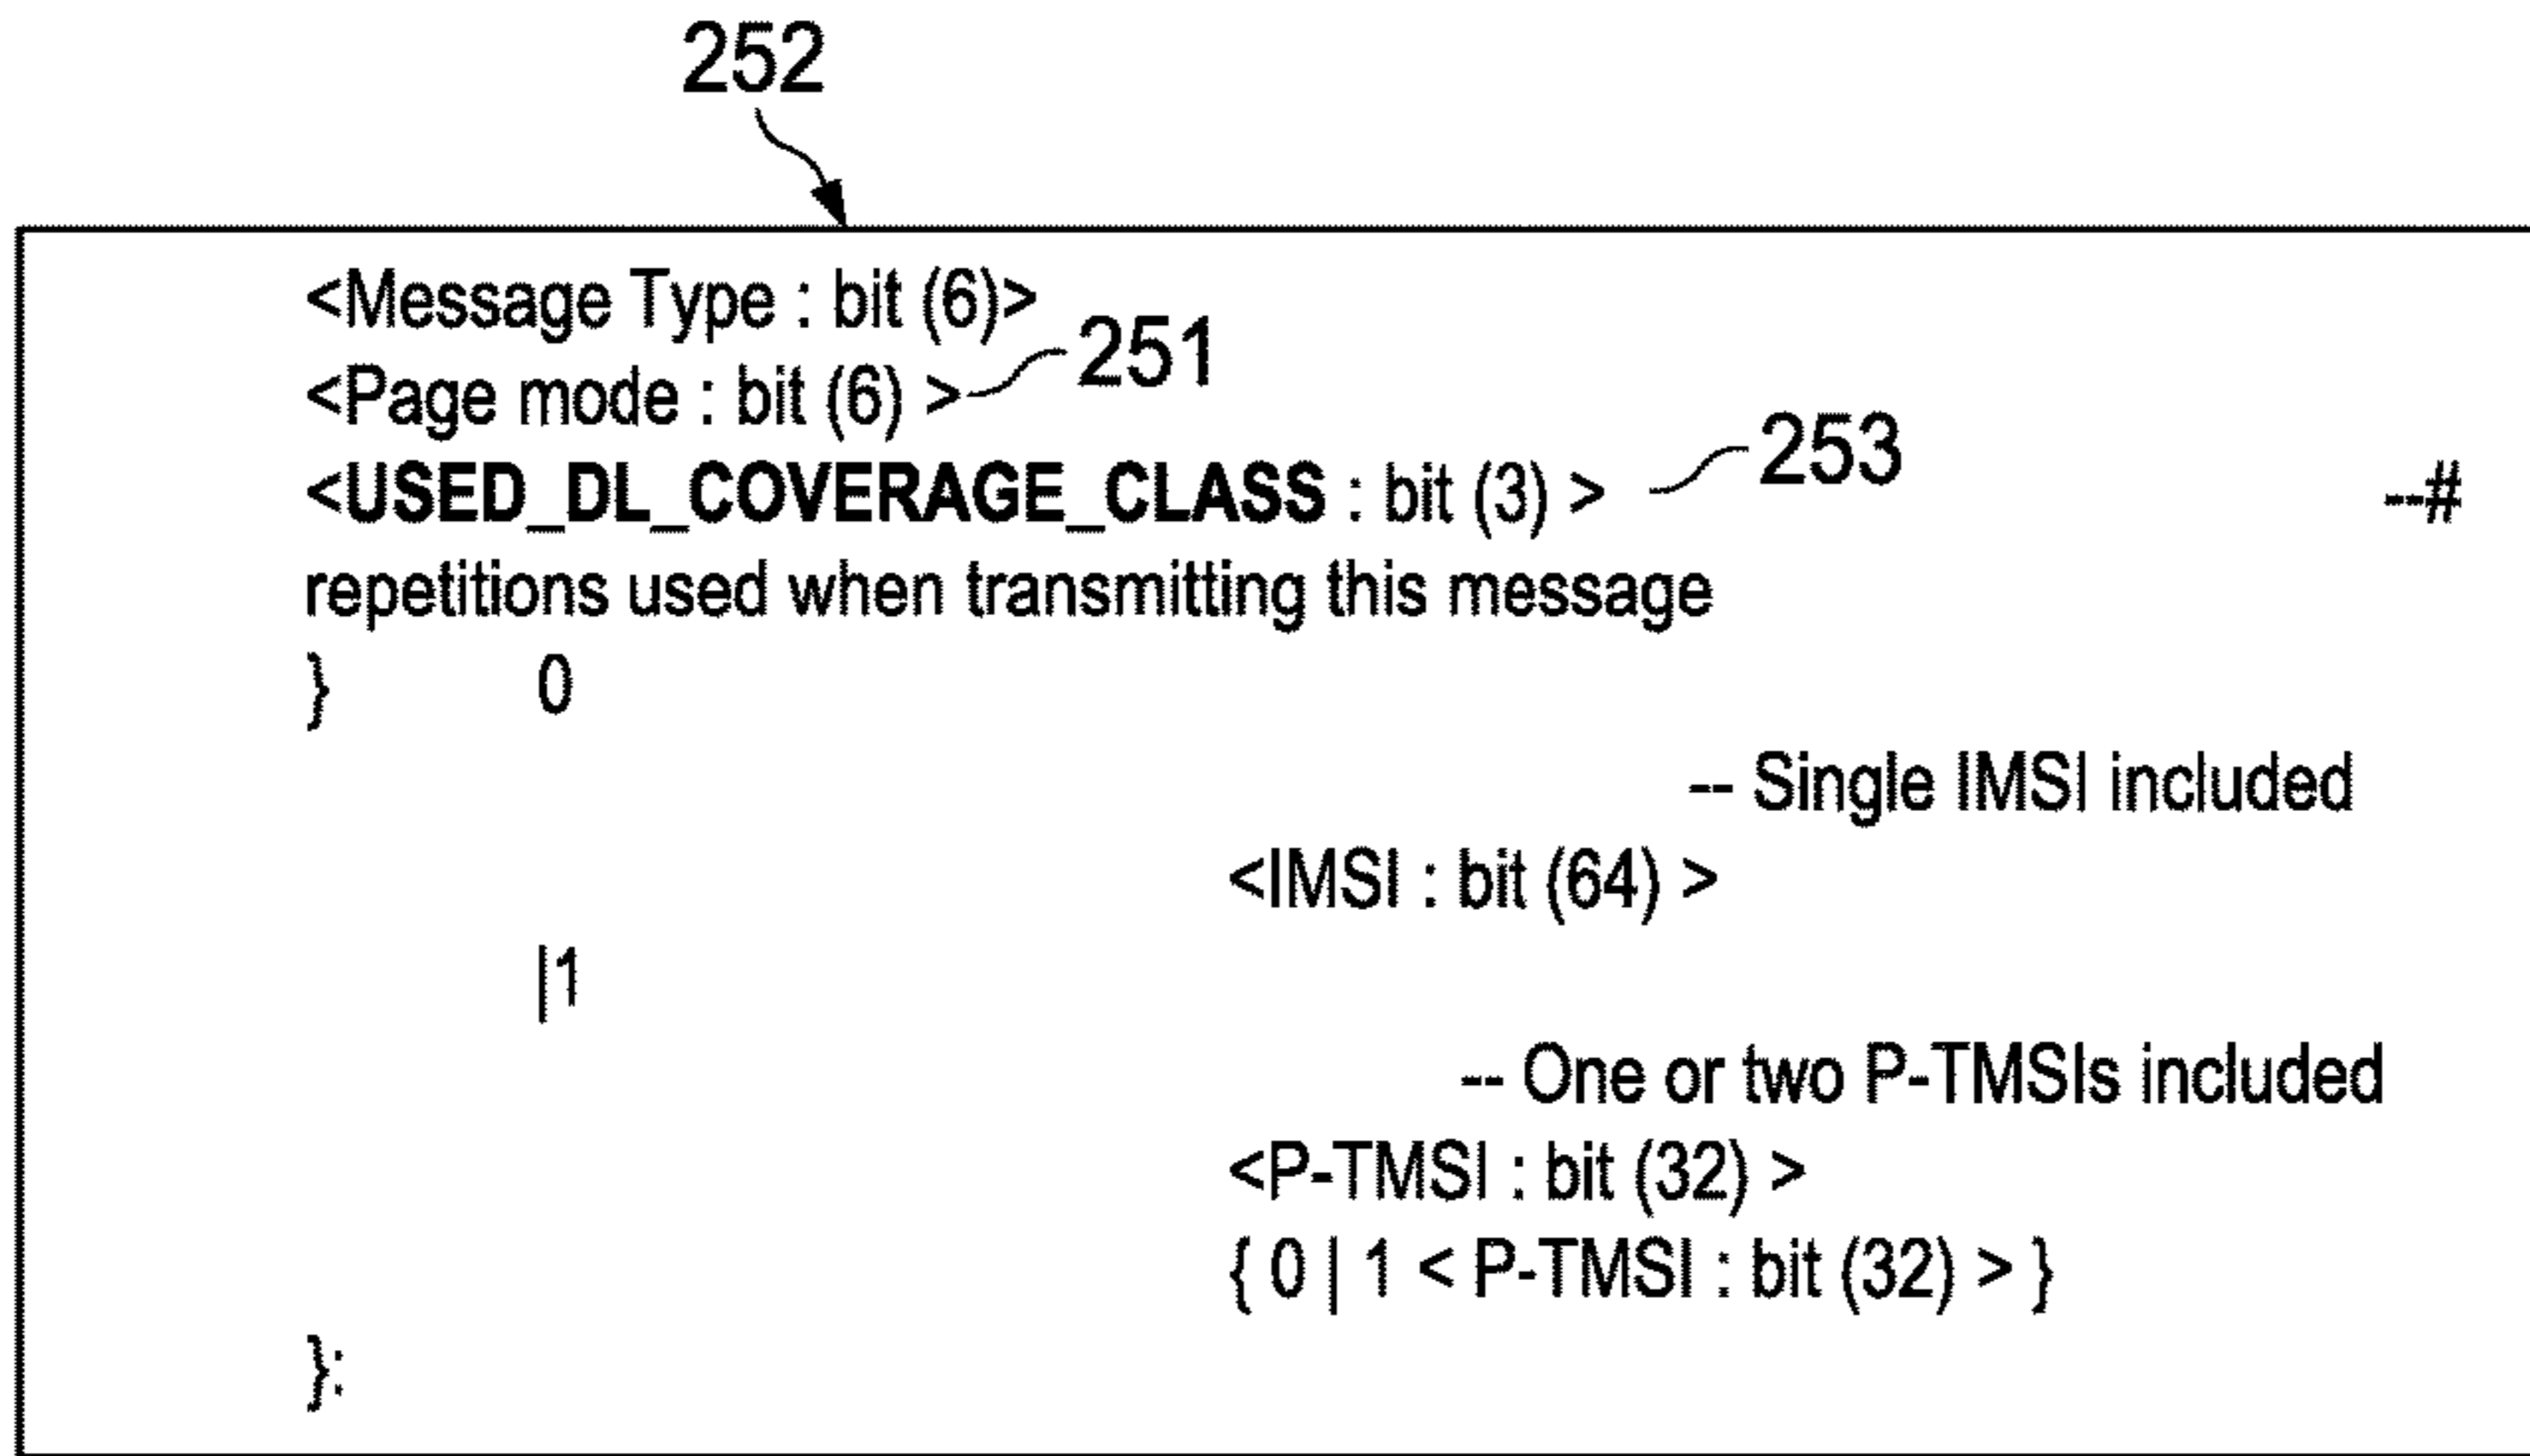 252
<Message Type : bit (6)>
<Page mode : bit (6) > 251
<USED_DL_COVERAGE_CLASS : bit (3) > 253 --#
repetitions used when transmitting this message
} 0
-- Single IMSI included
<IMSI : bit (64) >
|1
-- One or two P-TMSIs included
<P-TMSI : bit (32) >
{ 0 | 1 < P-TMSI : bit (32) > }
}: